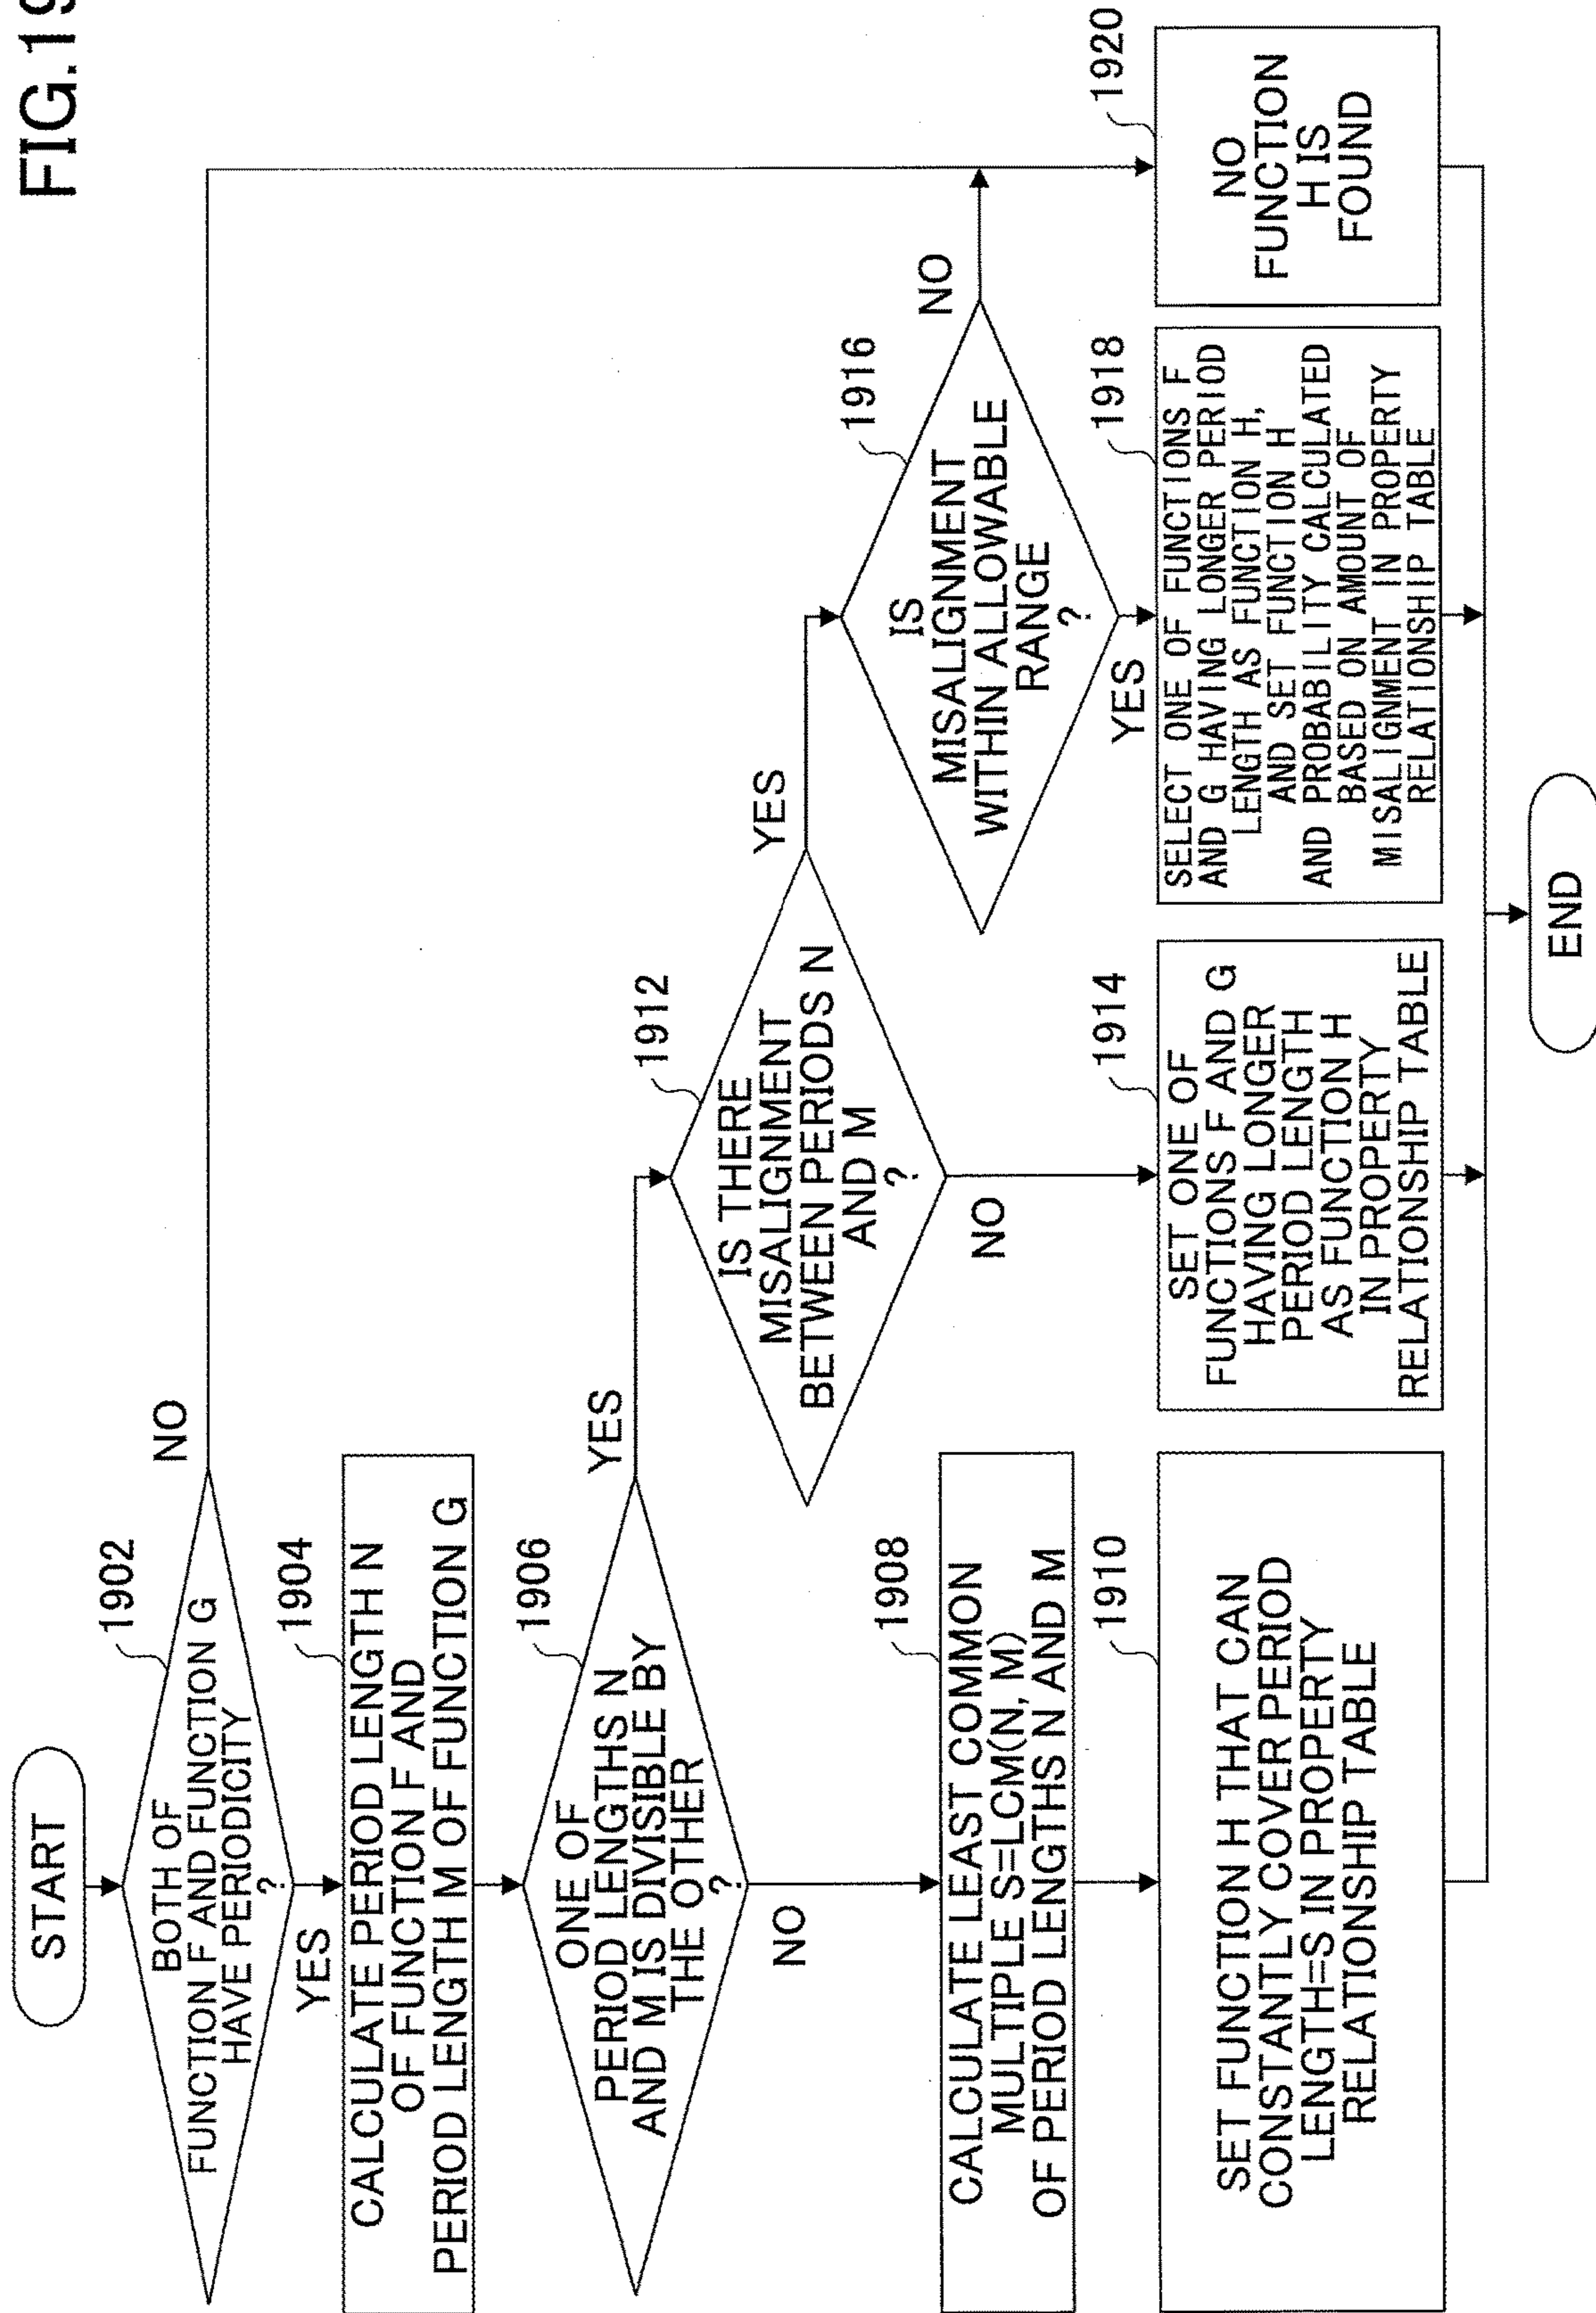 FIG.19
START
1902
BOTH OF
FUNCTION F AND FUNCTION G
HAVE PERIODICITY
?
NO
YES
1904
CALCULATE PERIOD LENGTH N
OF FUNCTION F AND
PERIOD LENGTH M OF FUNCTION G
1906
ONE OF
PERIOD LENGTHS N
AND M IS DIVISIBLE BY
THE OTHER
?
YES
NO
1908
CALCULATE LEAST COMMON
MULTIPLE S=LCM(N, M)
OF PERIOD LENGTHS N AND M
1910
SET FUNCTION H THAT CAN
CONSTANTLY COVER PERIOD
LENGTH=S IN PROPERTY
RELATIONSHIP TABLE
1912
IS THERE
MISALIGNMENT
BETWEEN PERIODS N
AND M
?
YES
NO
1914
SET ONE OF
FUNCTIONS F AND G
HAVING LONGER
PERIOD LENGTH
AS FUNCTION H
IN PROPERTY
RELATIONSHIP TABLE
1916
IS
MISALIGNMENT
WITHIN ALLOWABLE
RANGE
?
NO
YES
1918
SELECT ONE OF FUNCTIONS F
AND G HAVING LONGER PERIOD
LENGTH AS FUNCTION H,
AND SET FUNCTION H
AND PROBABILITY CALCULATED
BASED ON AMOUNT OF
MISALIGNMENT IN PROPERTY
RELATIONSHIP TABLE
1920
NO
FUNCTION
H IS
FOUND
END